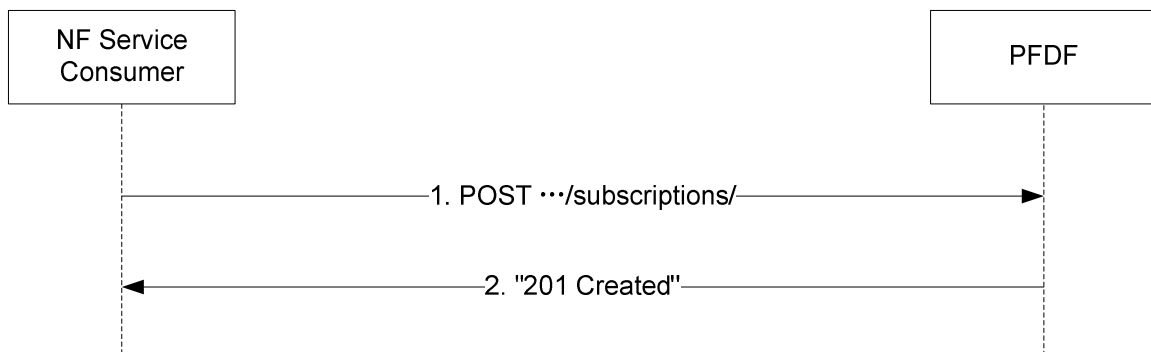 NF Service
Consumer
PFDF
1. POST ···/subscriptions/
2. "201 Created"